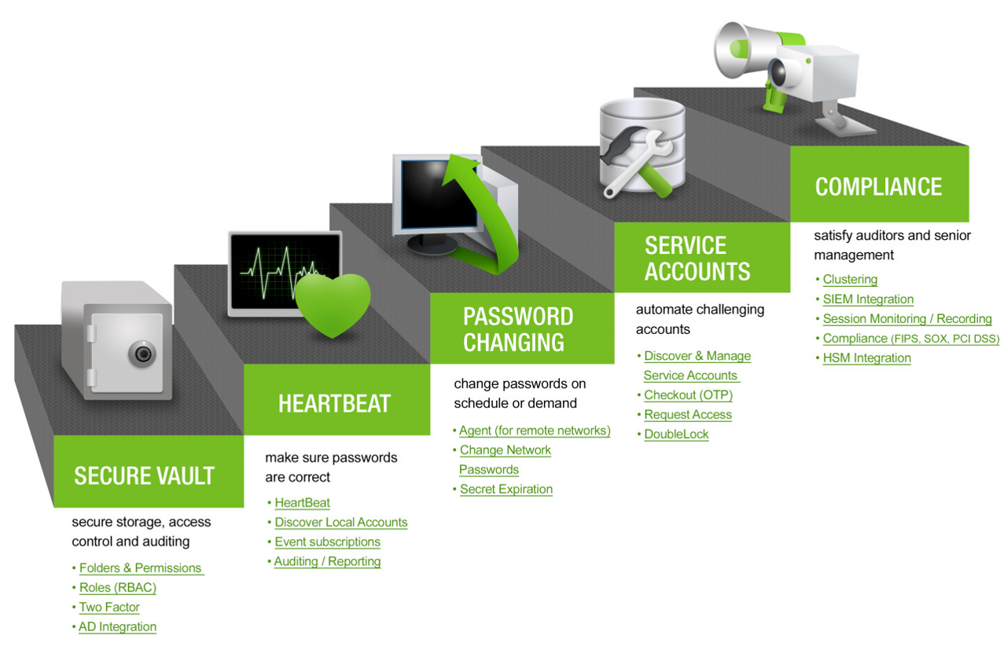 SECURE VAULT
secure storage, access
control and auditing
• Folders & Permissions
• Roles (RBAC)
• Two Factor
• AD Integration
HEARTBEAT
make sure passwords
are correct
• HeartBeat
• Discover Local Accounts
• Event subscriptions
• Auditing / Reporting
PASSWORD
CHANGING
change passwords on
schedule or demand
• Agent (for remote networks)
• Change Network
Passwords
• Secret Expiration
SERVICE
ACCOUNTS
automate challenging
accounts
• Discover & Manage
Service Accounts
• Checkout (OTP)
• Request Access
• DoubleLock
COMPLIANCE
satisfy auditors and senior
management
• Clustering
• SIEM Integration
• Session Monitoring / Recording
• Compliance (FIPS, SOX, PCI DSS)
• HSM Integration